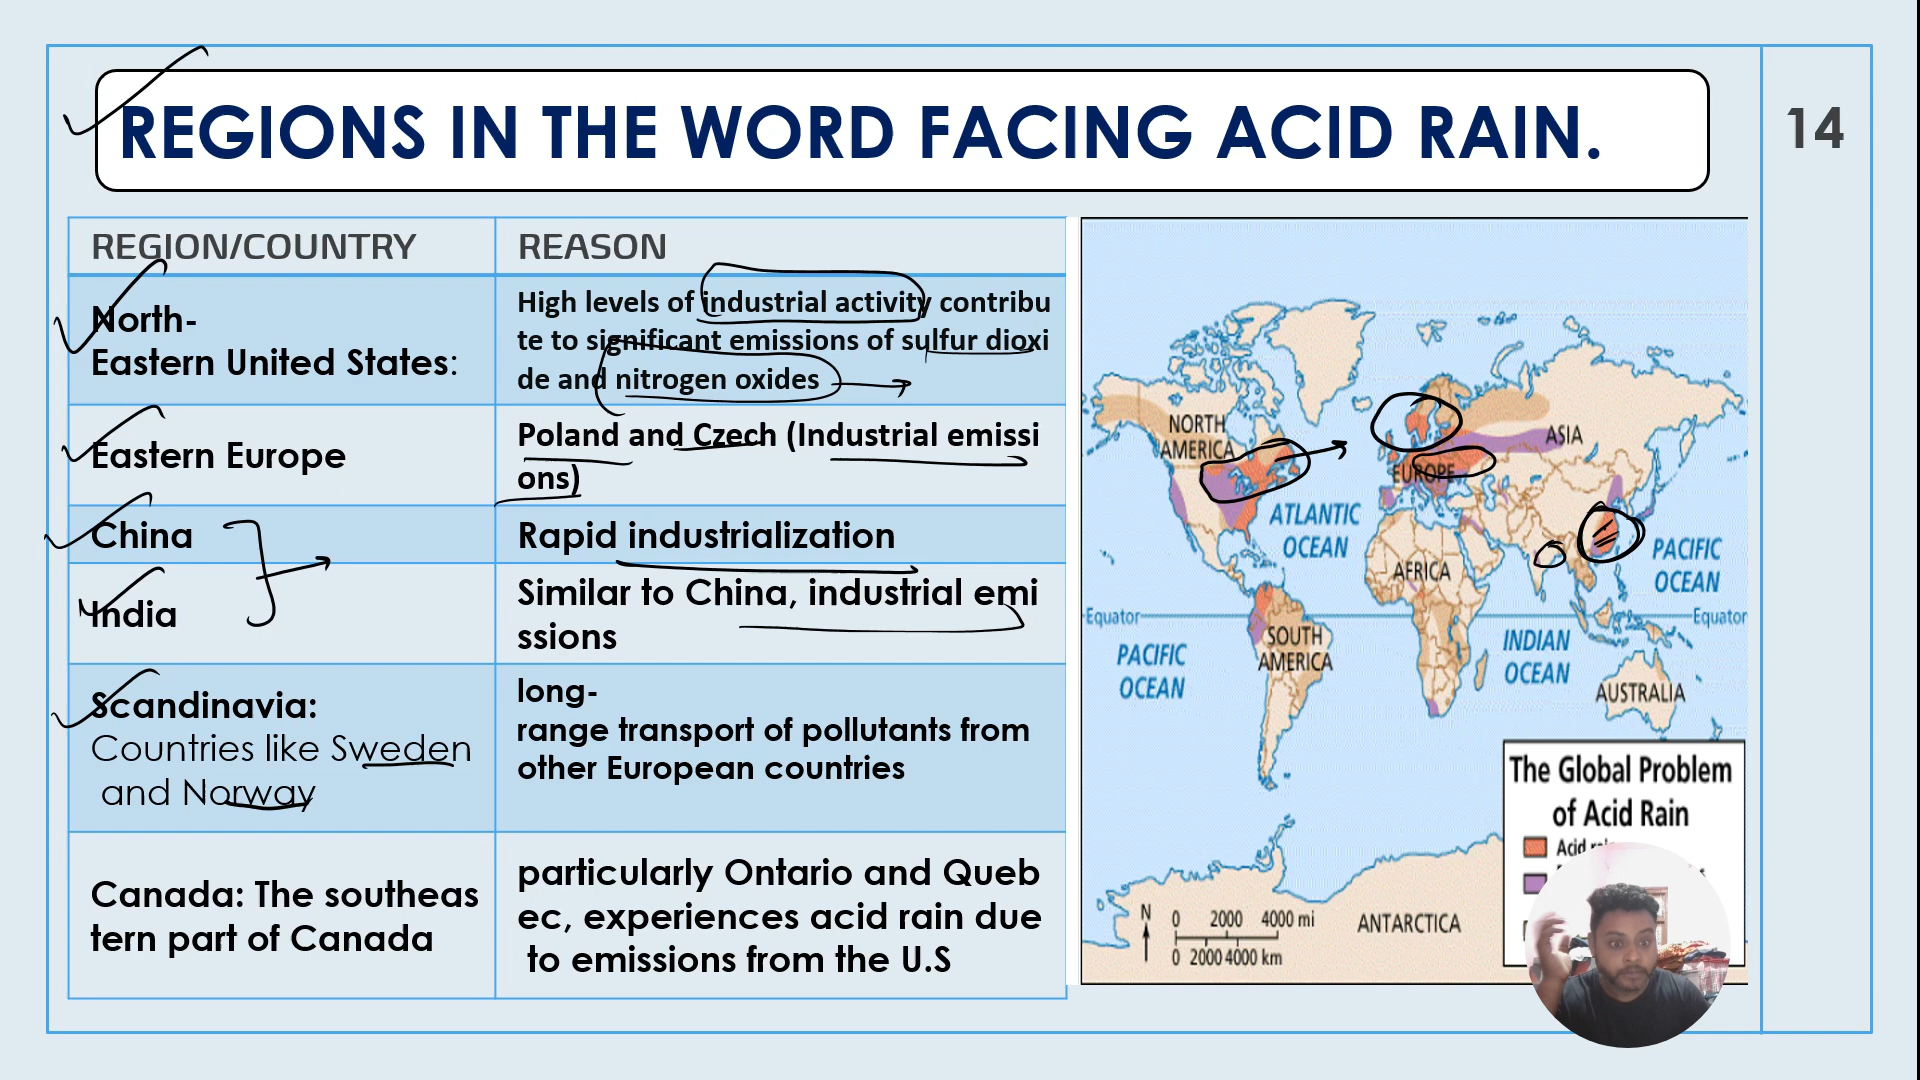 REGIONS IN THE WORD FACING ACID RAIN.
14
REGION/COUNTRY
REASON
North-
Eastern United States:
High levels of industrial activity contribu
te to significant emissions of sulfur dioxi
de and nitrogen oxides
Eastern Europe
Poland and Czech (Industrial emissi
ons)
China
Rapid industrialization
India
Similar to China, industrial emi
ssions
Scandinavia:
Countries like Sweden
and Norway
long-
range transport of pollutants from
other European countries
Canada: The southeas
tern part of Canada
particularly Ontario and Queb
ec, experiences acid rain due
to emissions from the U.S
NORTH
AMERICA
ASIA
EUROPE
ATLANTIC
OCEAN
PACIFIC
OCEAN
AFRICA
Equator
Equator
SOUTH
AMERICA
INDIAN
OCEAN
PACIFIC
OCEAN
AUSTRALIA
The Global Problem
of Acid Rain
Acid
N
0 2000 4000 mi
0 2000 4000 km
ANTARCTICA